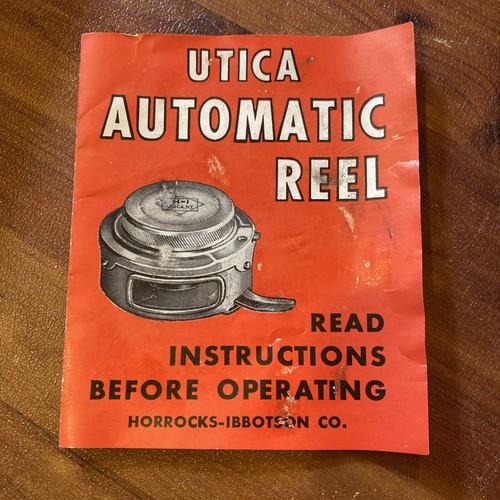 UTICA
AUTOMATIC
REEL
H-I
READ
INSTRUCTIONS
BEFORE OPERATING
HORROCKS-IBBOTSON CO.